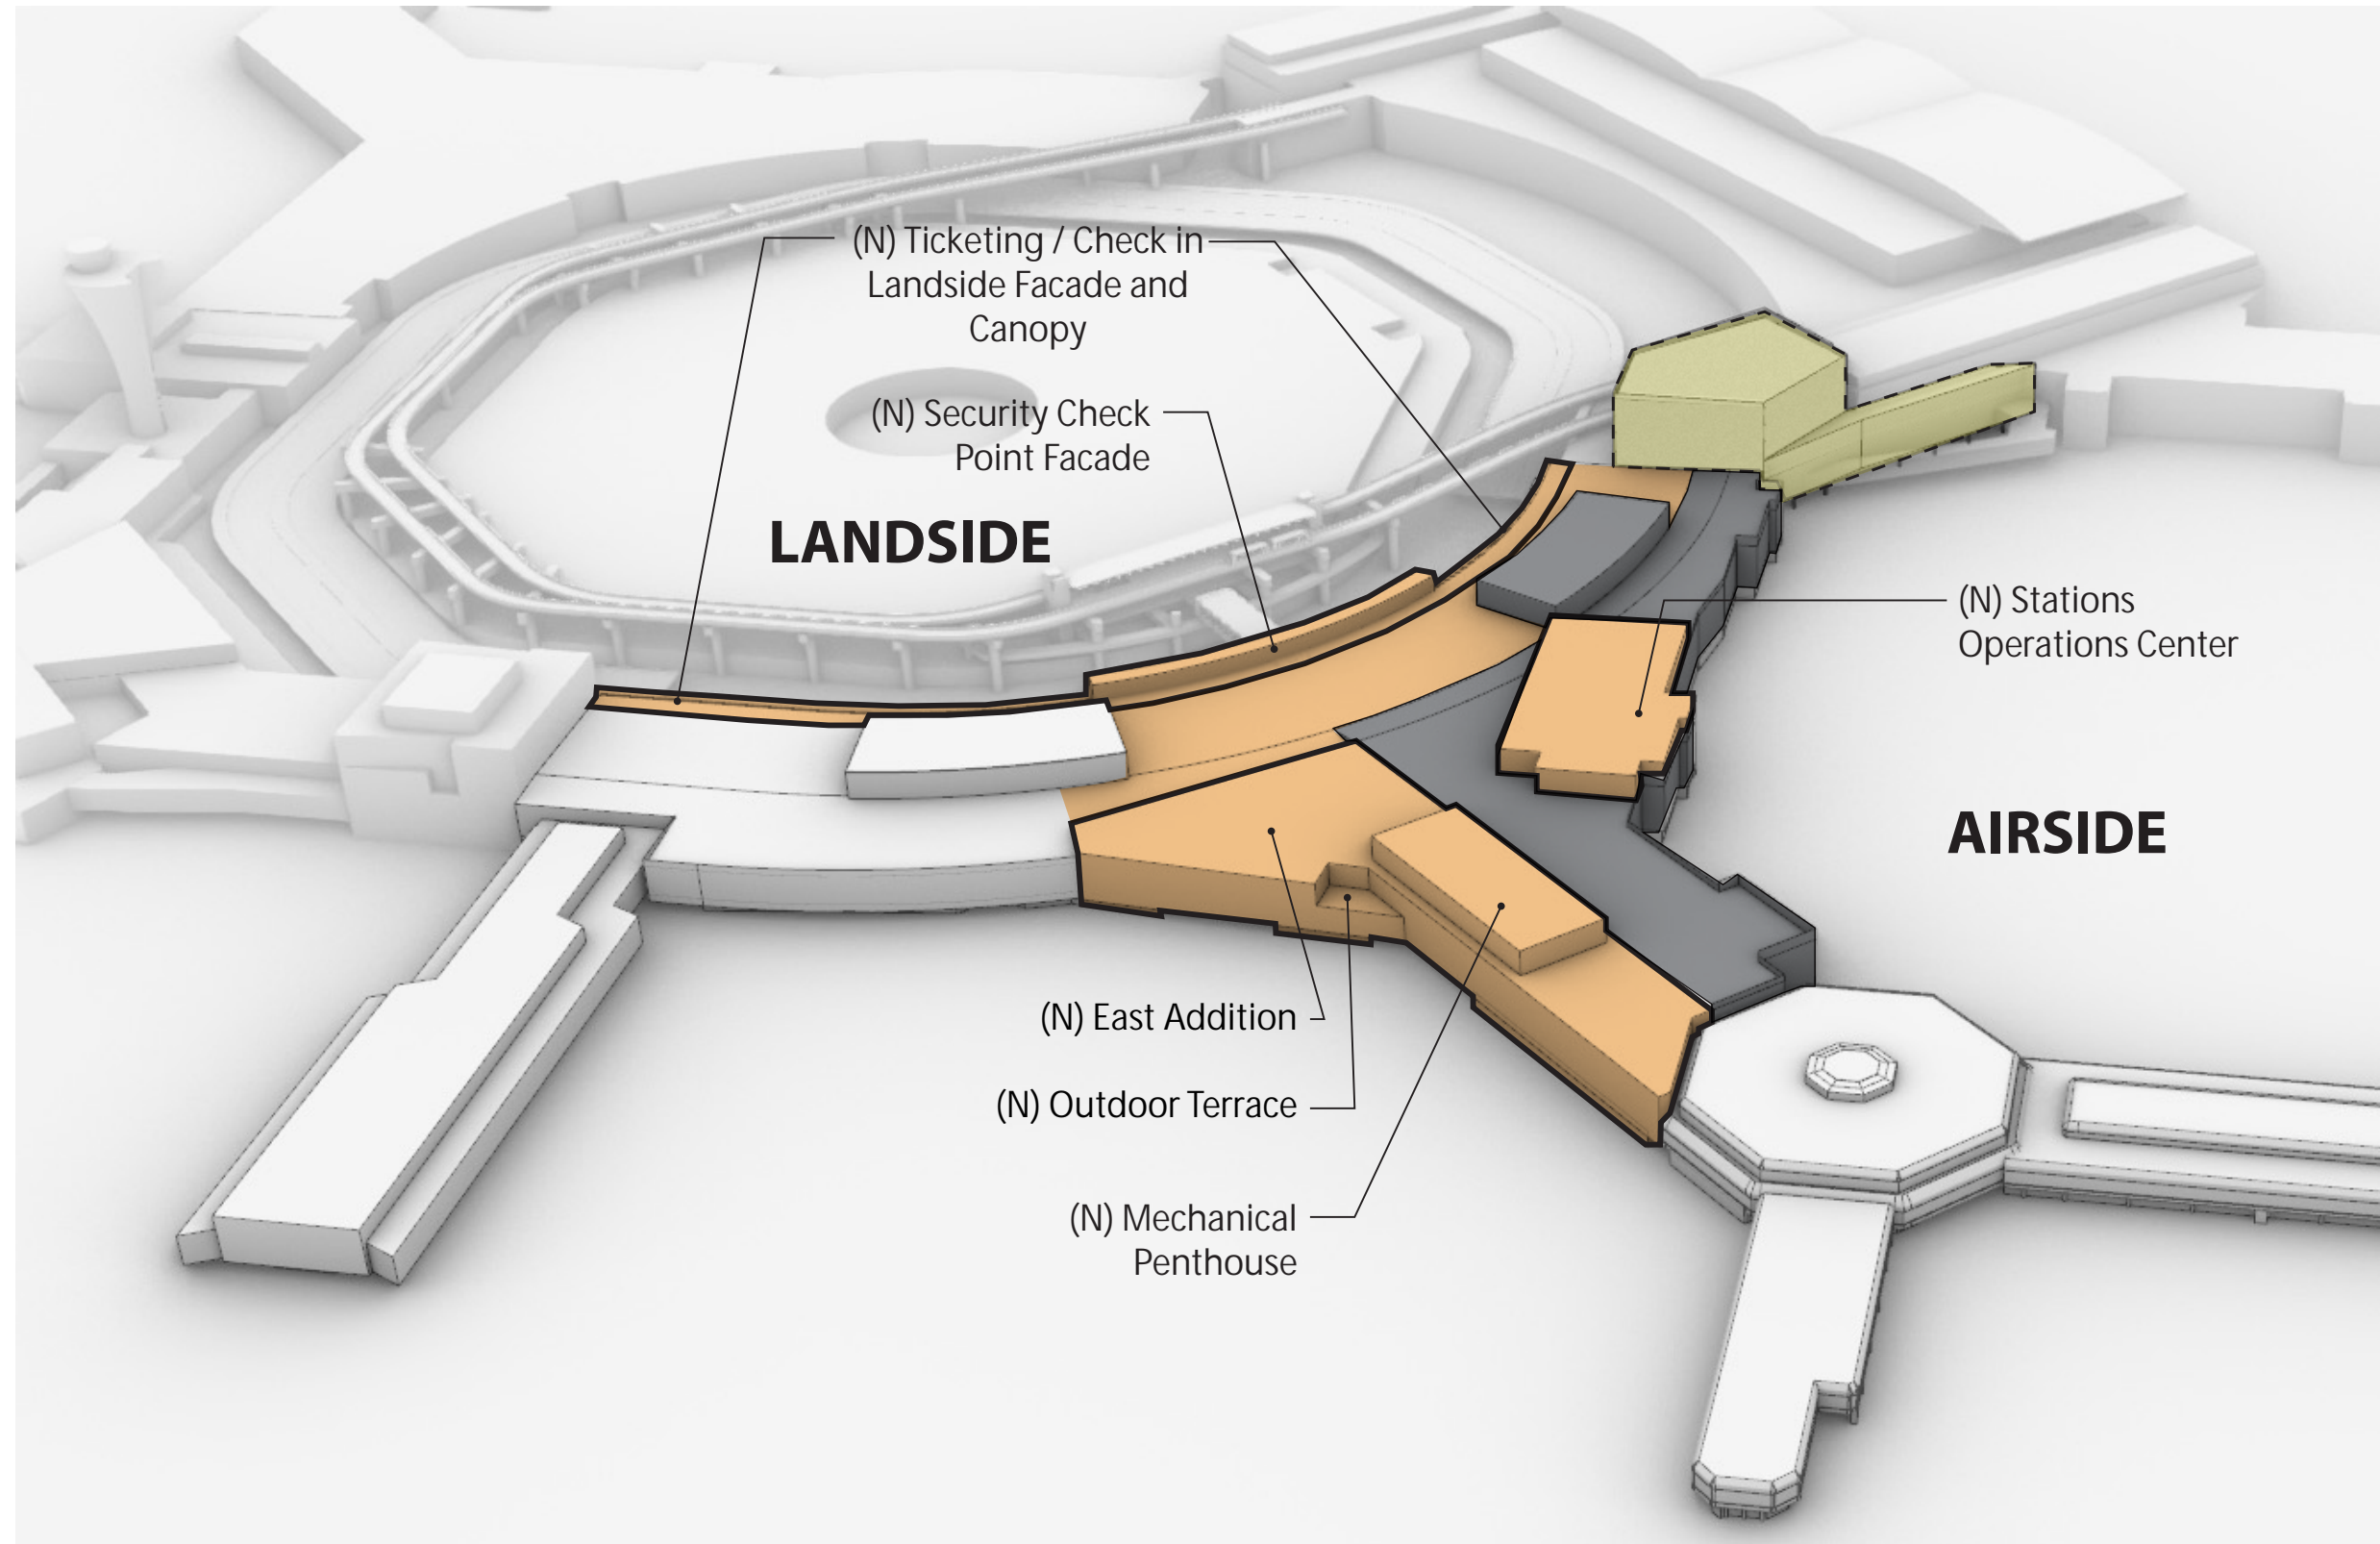 (N) Ticketing / Check in
Landside Facade and
Canopy
(N) Security Check
Point Facade
LANDSIDE
(N) Stations
Operations Center
AIRSIDE
(N) East Addition
(N) Outdoor Terrace
(N) Mechanical
Penthouse